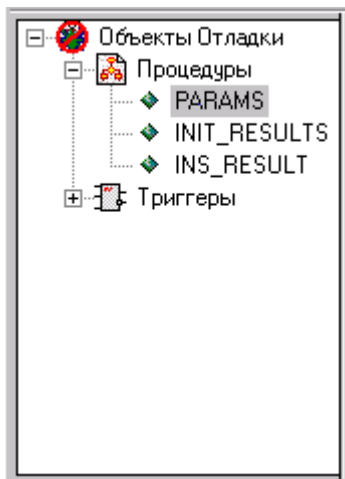 Объекты Отладки
Процедуры
PARAMS
INIT_RESULTS
INS_RESULT
Триггеры